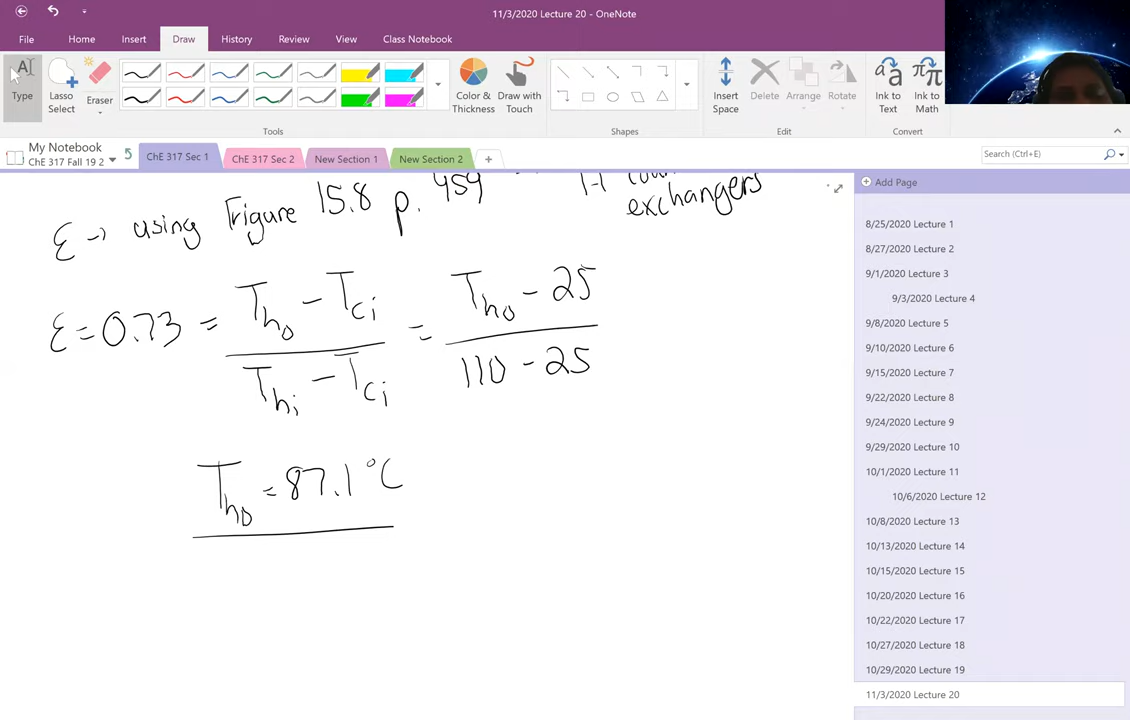 11/3/2020 Lecture 20 - OneNote
File Home Insert Draw History Review View Class Notebook
Type Lasso Select Eraser Color & Thickness Draw with Touch Insert Space Delete Arrange Rotate Ink to Text Ink to Math
Tools Shapes Edit Convert
My Notebook
ChE 317 Fall 19 2
ChE 317 Sec 1 ChE 317 Sec 2 New Section 1 New Section 2 +
Search (Ctrl+E)
Add Page
8/25/2020 Lecture 1
8/27/2020 Lecture 2
9/1/2020 Lecture 3
9/3/2020 Lecture 4
9/8/2020 Lecture 5
9/10/2020 Lecture 6
9/15/2020 Lecture 7
9/22/2020 Lecture 8
9/24/2020 Lecture 9
9/29/2020 Lecture 10
10/1/2020 Lecture 11
10/6/2020 Lecture 12
10/8/2020 Lecture 13
10/13/2020 Lecture 14
10/15/2020 Lecture 15
10/20/2020 Lecture 16
10/22/2020 Lecture 17
10/27/2020 Lecture 18
10/29/2020 Lecture 19
11/3/2020 Lecture 20
ε → using Figure 15.8 p. 459
exchangers
ε = 0.73 = (T_ho − T_ci) / (T_hi − T_ci) = (T_ho − 25) / (110 − 25)
T_ho = 87.1 °C